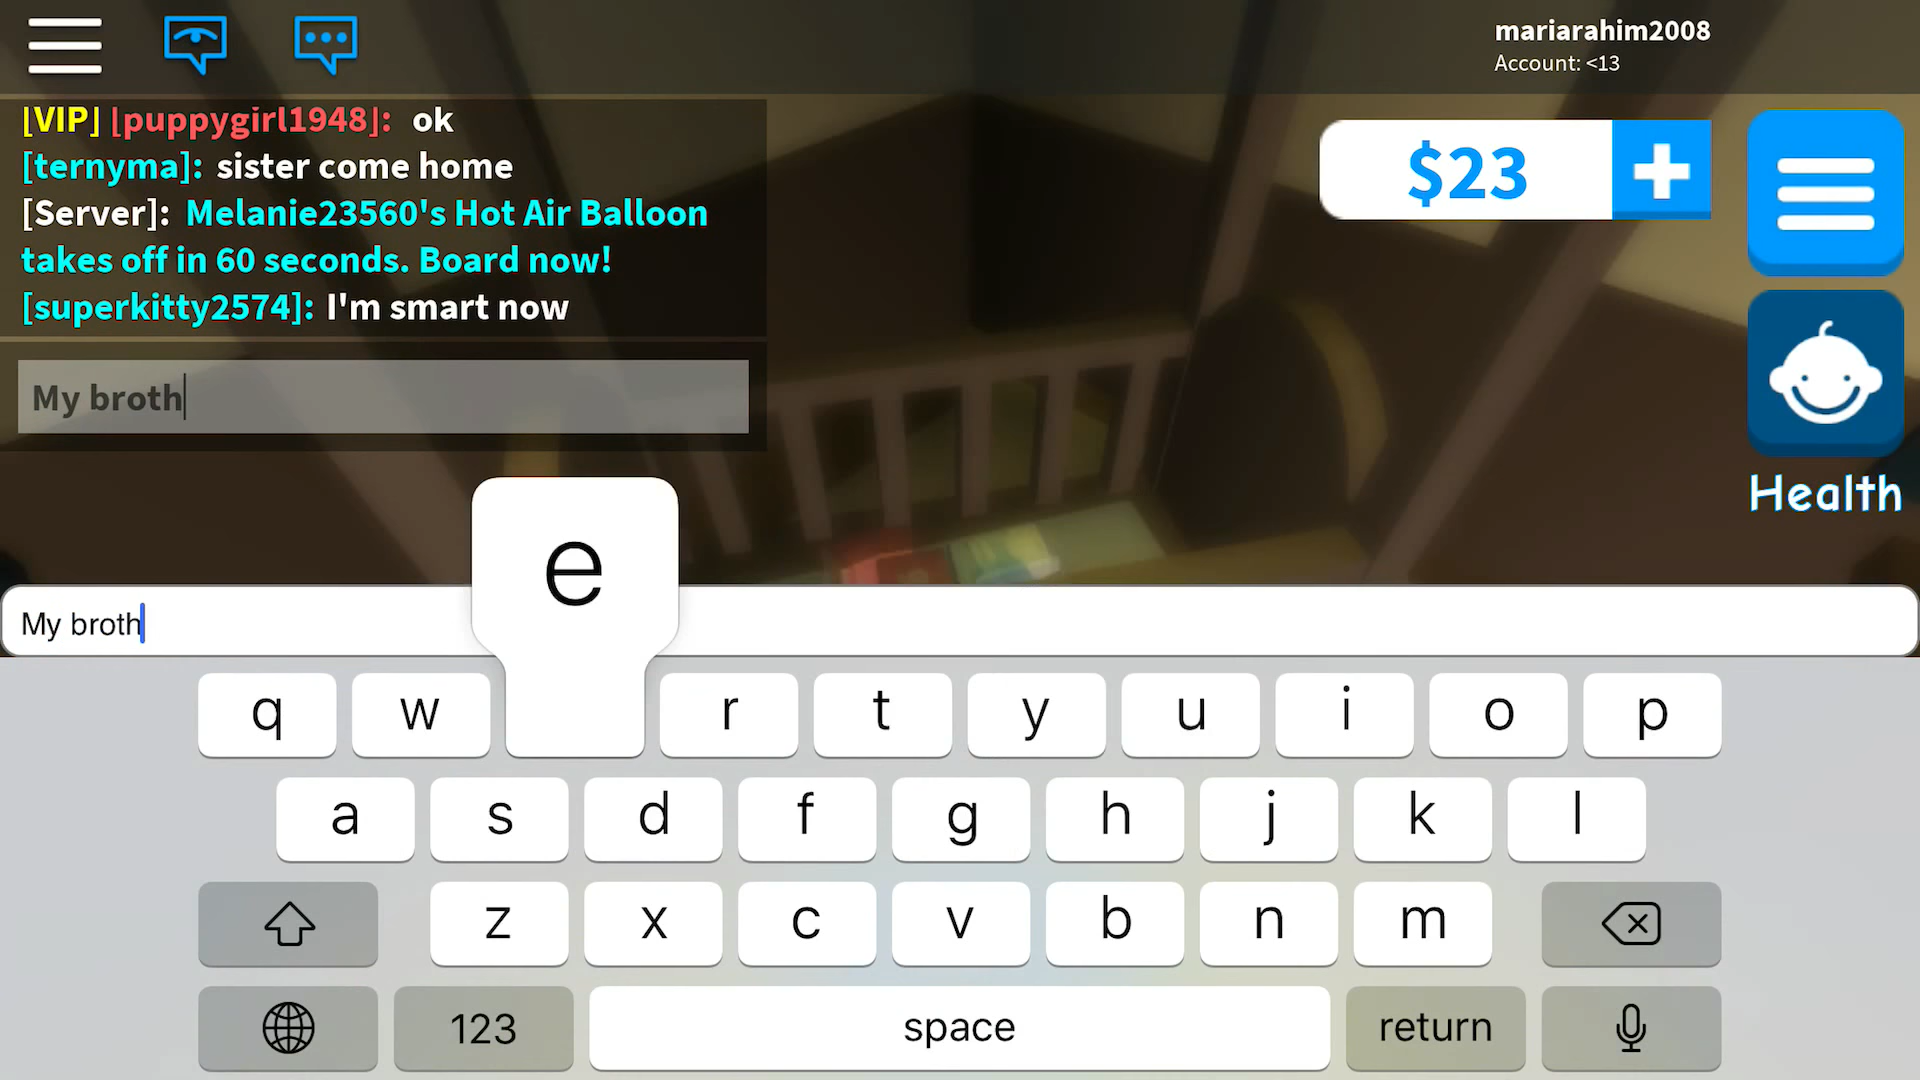 mariarahim2008
Account: <13
[VIP] [puppygirl1948]: ok
[ternyma]: sister come home
[Server]: Melanie23560's Hot Air Balloon
takes off in 60 seconds. Board now!
[superkitty2574]: I'm smart now
My broth
$23
Health
My broth
e
q w r t y u i o p
a s d f g h j k l
z x c v b n m
123 space return